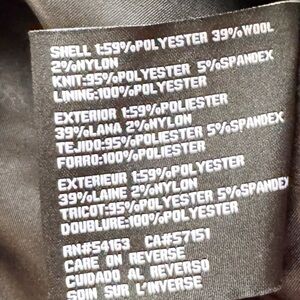 SHELL 1:59%POLYESTER 39%WOOL
2%NYLON
KNIT:95%POLYESTER 5%SPANDEX
LINING:100%POLYESTER
EXTERIOR 1:59%POLIESTER
39%LANA 2%NYLON
TEJIDO:95%POLIESTER 5%SPANDEX
FORRO:100%POLIESTER
EXTERIEUR 1:59%POLYESTER
39%LAINE 2%NYLON
TRICOT:95%POLYESTER 5%SPANDEX
DOUBLURE:100%POLYESTER
RN#54163 CA#57151
CARE ON REVERSE
CUIDADO AL REVERSO
SOIN SUR L'INVERSE